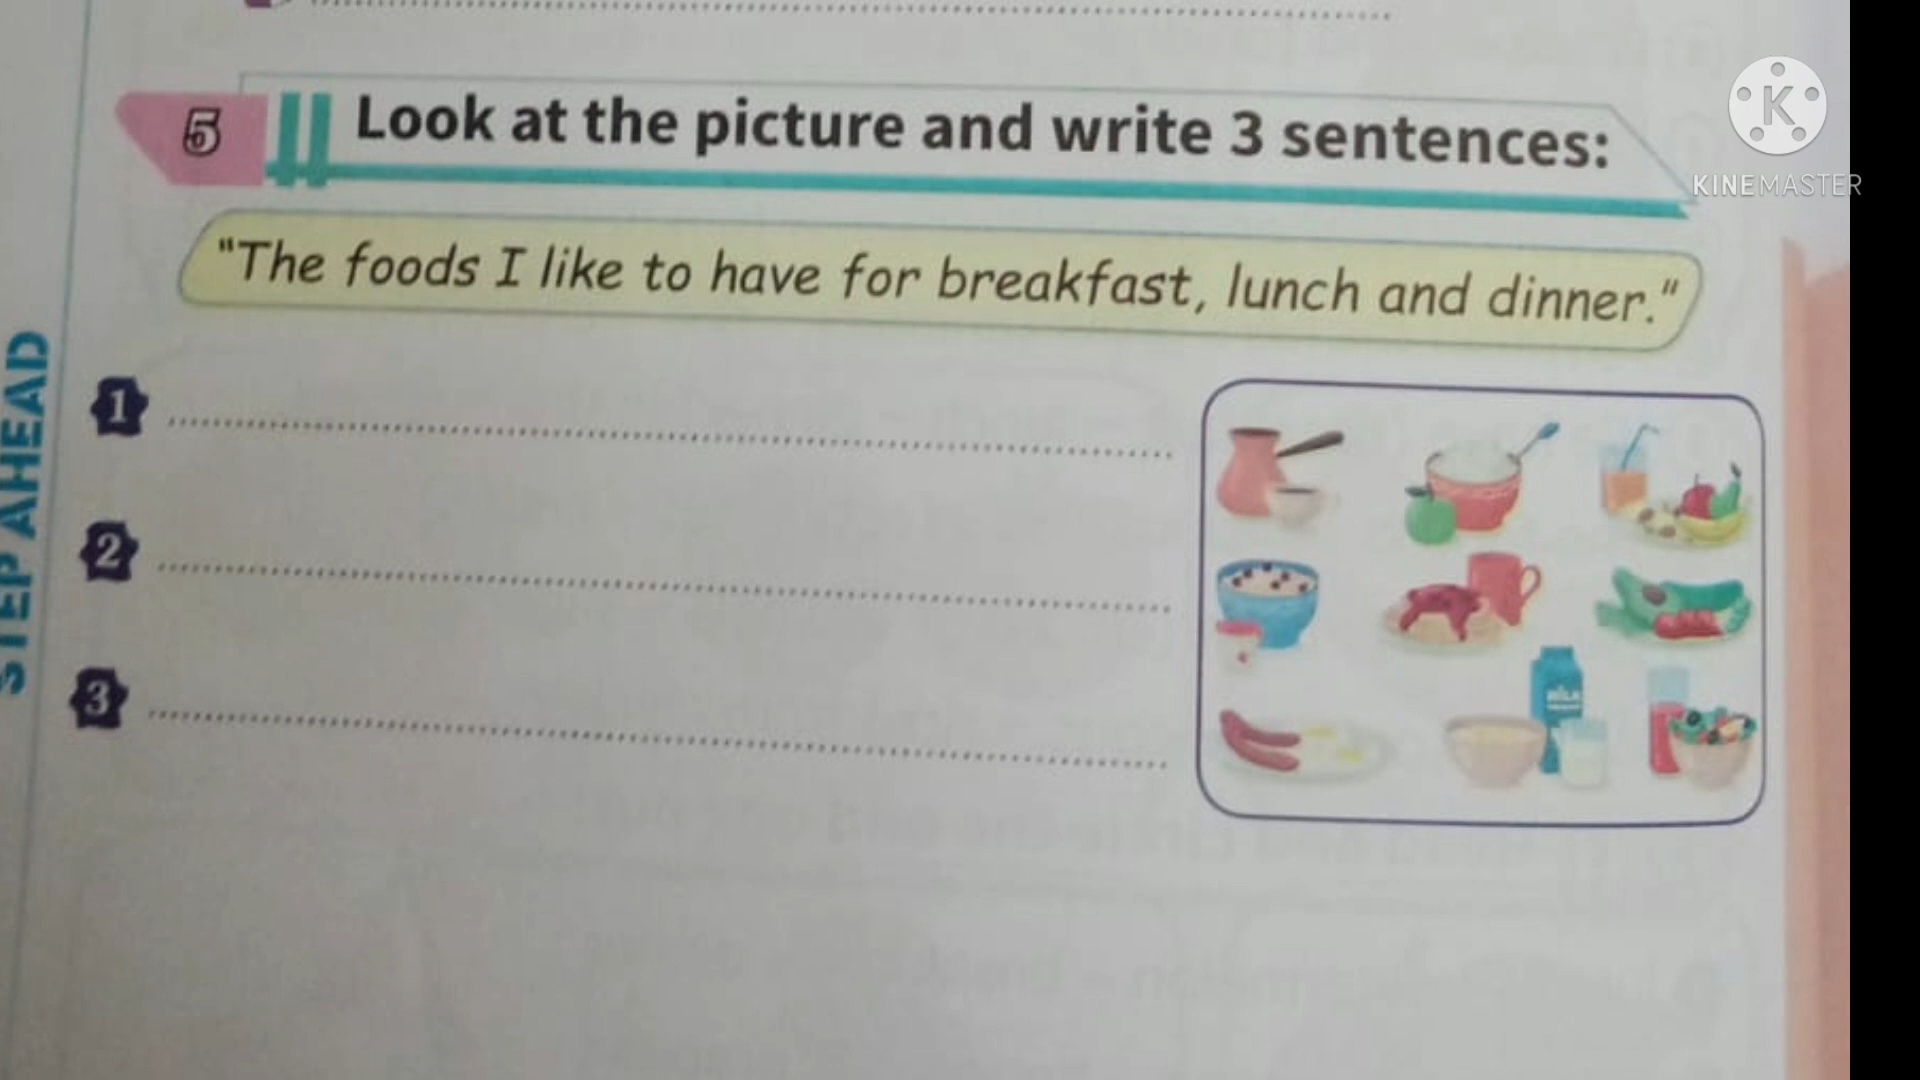 5 Look at the picture and write 3 sentences:
K
KINEMASTER
"The foods I like to have for breakfast, lunch and dinner."
STEP AHEAD
1
2
3
MILK